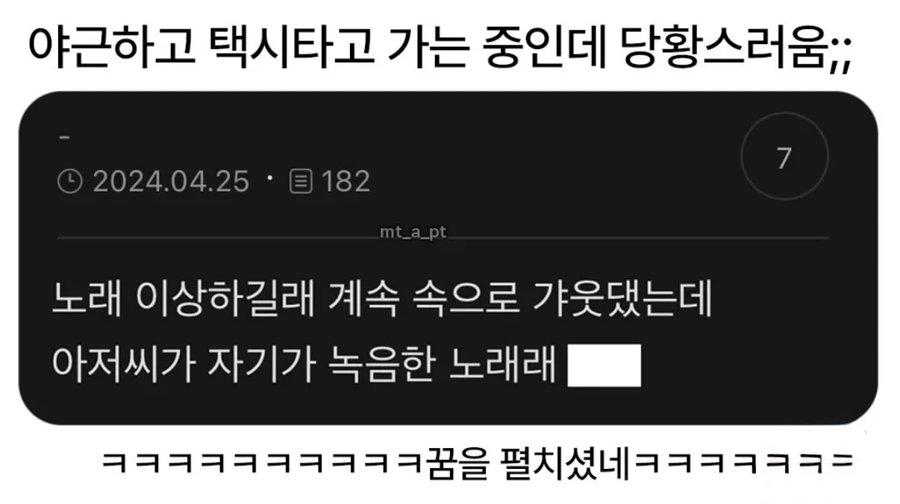 야근하고 택시타고 가는 중인데 당황스러움;;
-
2024.04.25 · 182
7
mt_a_pt
노래 이상하길래 계속 속으로 갸웃댔는데
아저씨가 자기가 녹음한 노래래
ㅋㅋㅋㅋㅋㅋㅋㅋㅋㅋ꿈을 펼치셨네ㅋㅋㅋㅋㅋㅋㅋ